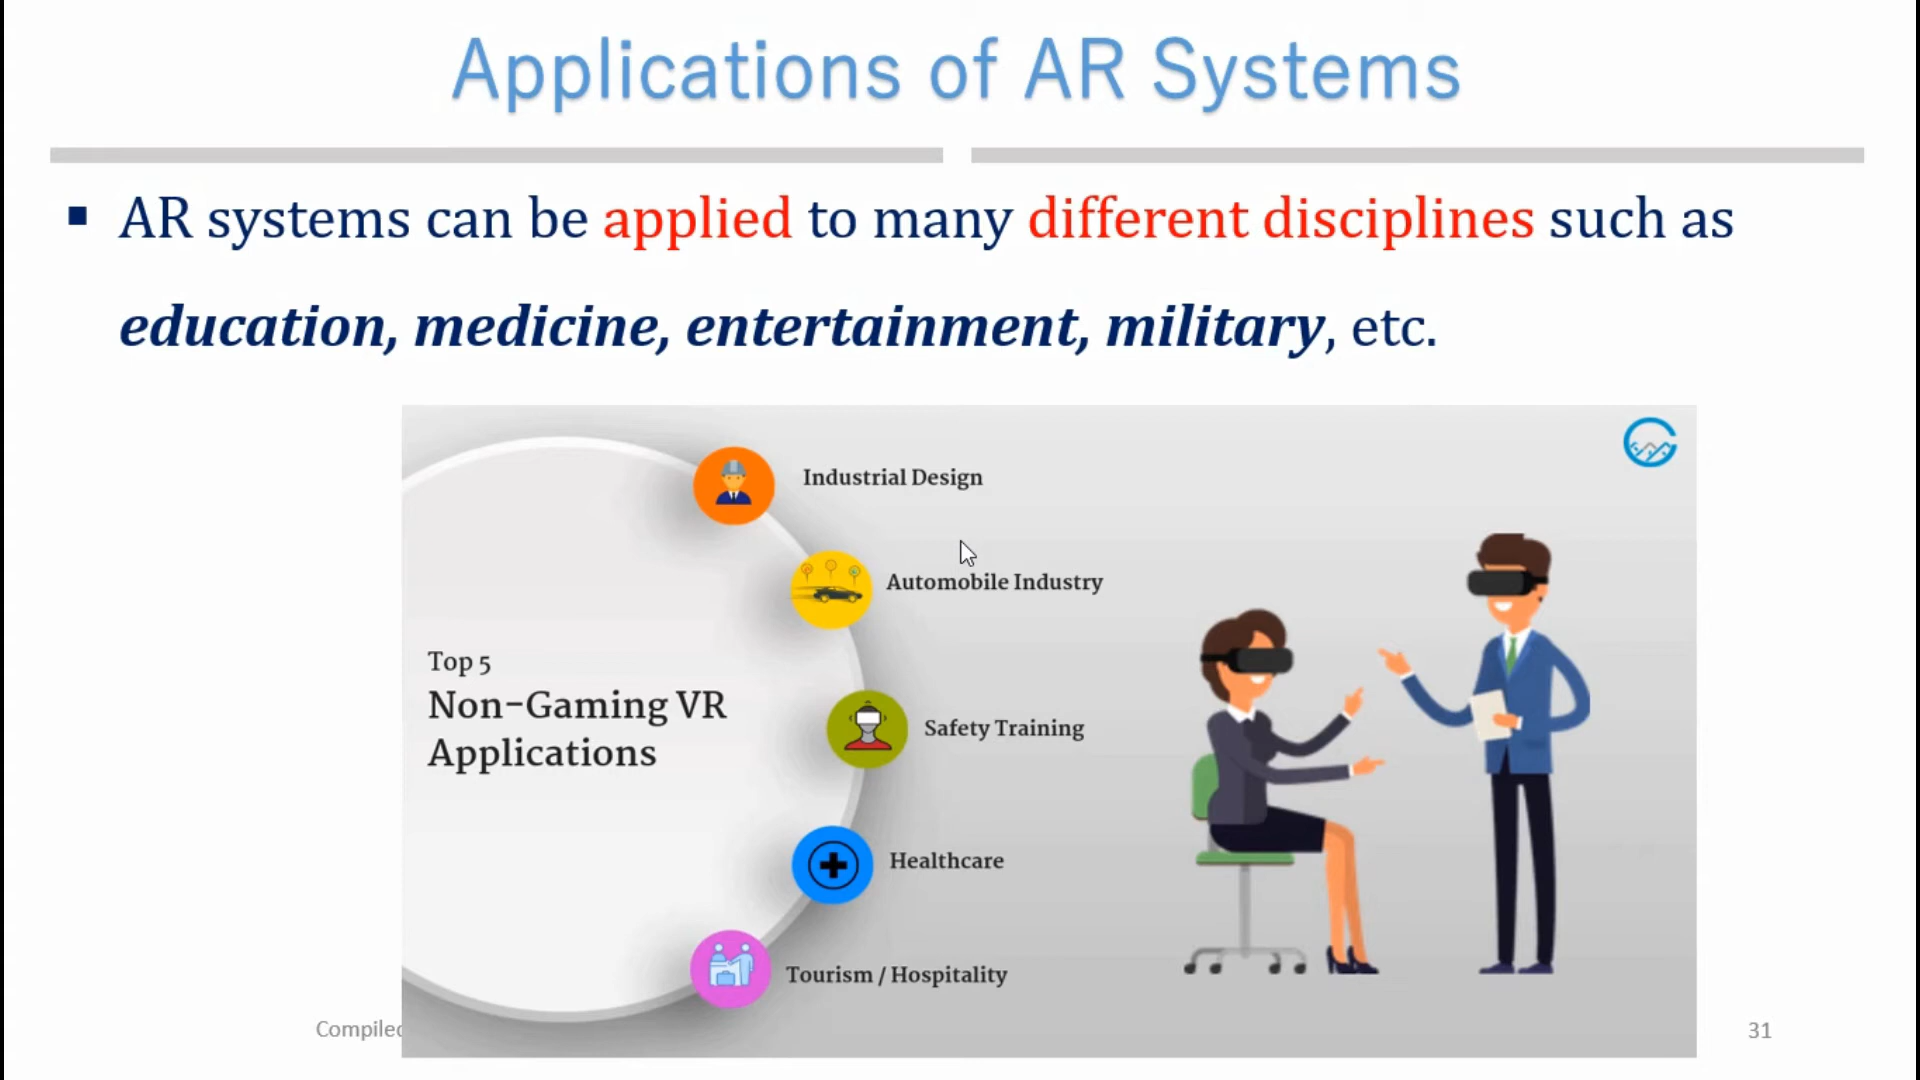 Applications of AR Systems
AR systems can be applied to many different disciplines such as
education, medicine, entertainment, military, etc.
Industrial Design
Automobile Industry
Top 5
Non-Gaming VR
Applications
Safety Training
Healthcare
Tourism / Hospitality
Compiled
31